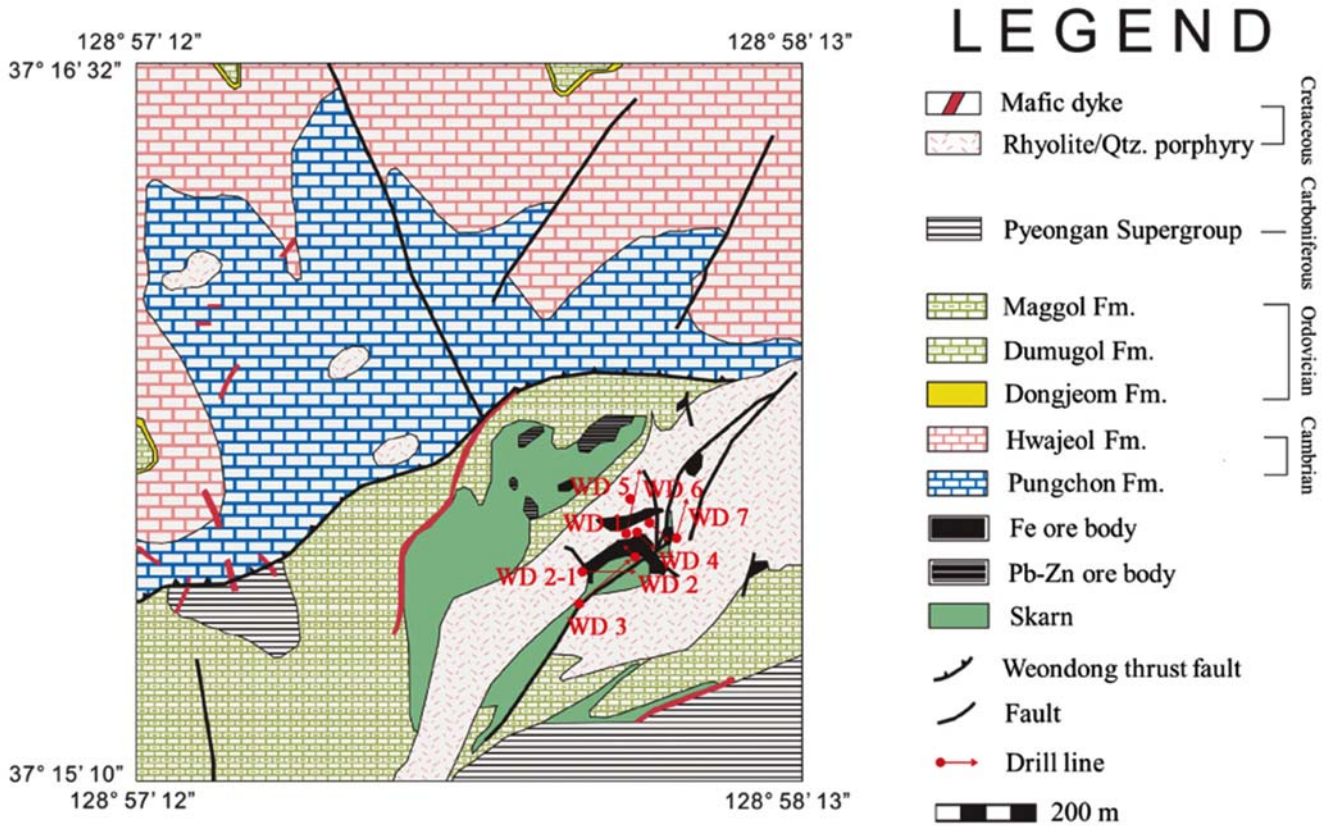 128° 57' 12"
128° 58' 13"
37° 16' 32"
WD 5
WD 6
WD 1
WD 7
WD 4
WD 2-1
WD 2
WD 3
37° 15' 10"
128° 57' 12"
128° 58' 13"
LEGEND
Mafic dyke
Rhyolite/Qtz. porphyry
Cretaceous
Pyeongan Supergroup
Carboniferous
Maggol Fm.
Dumugol Fm.
Dongjeom Fm.
Ordovician
Hwajeol Fm.
Pungchon Fm.
Cambrian
Fe ore body
Pb-Zn ore body
Skarn
Weondong thrust fault
Fault
Drill line
200 m